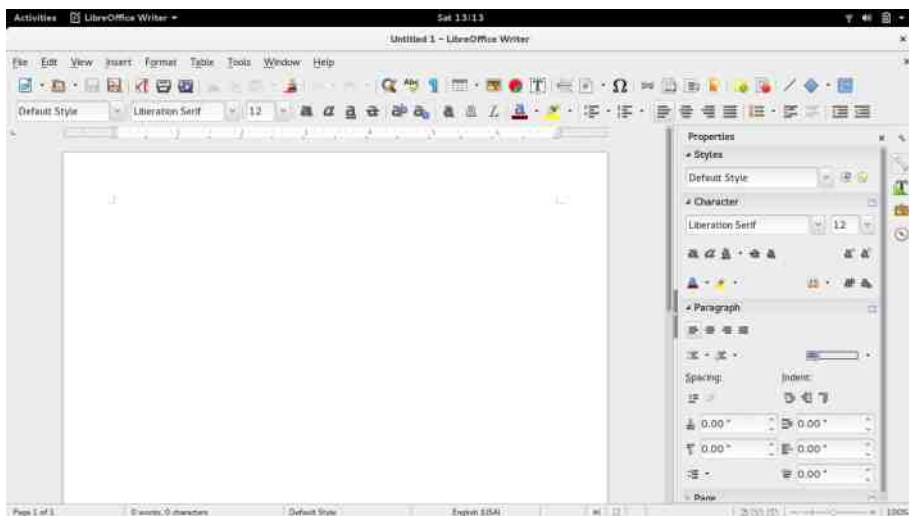 Activities LibreOffice Writer Sat 13:13
Untitled 1 - LibreOffice Writer
File Edit View Insert Format Table Tools Window Help
Default Style Liberation Serif 12
Properties
Styles
Default Style
Character
Liberation Serif 12
Paragraph
Spacing: Indent:
0.00" 0.00"
0.00" 0.00"
0.00"
Page
Page 1 of 1 0 words, 0 characters Default Style English (USA) 100%